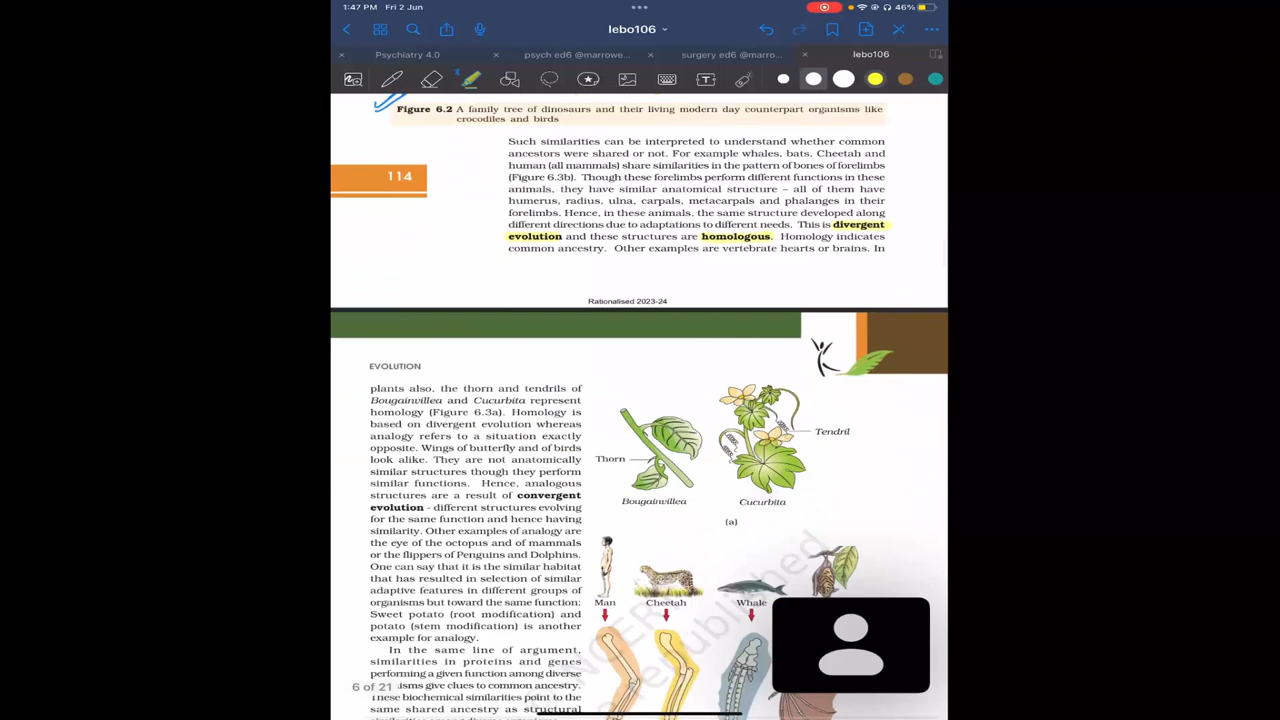 1:47 PM Fri 2 Jun
46%
lebo106
Psychiatry 4.0
psych ed6 @marrowe...
surgery ed6 @marro...
lebo106
Figure 6.2 A family tree of dinosaurs and their living modern day counterpart organisms like
crocodiles and birds
114
Such similarities can be interpreted to understand whether common
ancestors were shared or not. For example whales, bats, Cheetah and
human (all mammals) share similarities in the pattern of bones of forelimbs
(Figure 6.3b). Though these forelimbs perform different functions in these
animals, they have similar anatomical structure – all of them have
humerus, radius, ulna, carpals, metacarpals and phalanges in their
forelimbs. Hence, in these animals, the same structure developed along
different directions due to adaptations to different needs. This is divergent
evolution and these structures are homologous. Homology indicates
common ancestry. Other examples are vertebrate hearts or brains. In
Rationalised 2023-24
EVOLUTION
plants also, the thorn and tendrils of
Bougainvillea and Cucurbita represent
homology (Figure 6.3a). Homology is
based on divergent evolution whereas
analogy refers to a situation exactly
opposite. Wings of butterfly and of birds
look alike. They are not anatomically
similar structures though they perform
similar functions. Hence, analogous
structures are a result of convergent
evolution - different structures evolving
for the same function and hence having
similarity. Other examples of analogy are
the eye of the octopus and of mammals
or the flippers of Penguins and Dolphins.
One can say that it is the similar habitat
that has resulted in selection of similar
adaptive features in different groups of
organisms but toward the same function:
Sweet potato (root modification) and
potato (stem modification) is another
example for analogy.
In the same line of argument,
similarities in proteins and genes
performing a given function among diverse
isms give clues to common ancestry.
These biochemical similarities point to the
same shared ancestry as structural
6 of 21
Thorn
Tendril
Bougainvillea
Cucurbita
(a)
Man
Cheetah
Whale